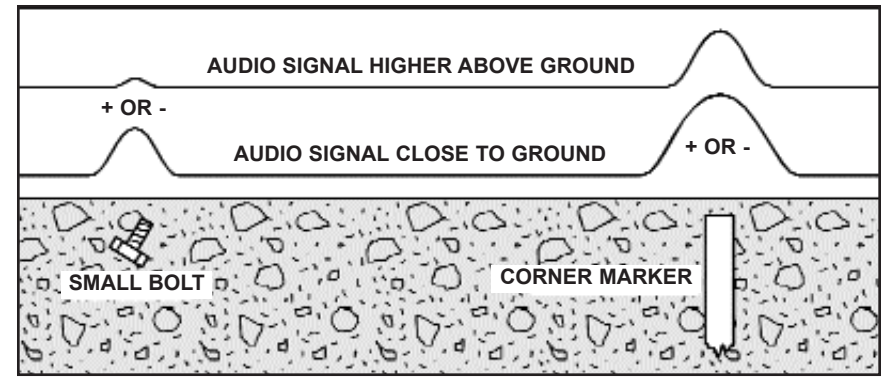 AUDIO SIGNAL HIGHER ABOVE GROUND
+ OR -
AUDIO SIGNAL CLOSE TO GROUND
+ OR -
SMALL BOLT
CORNER MARKER